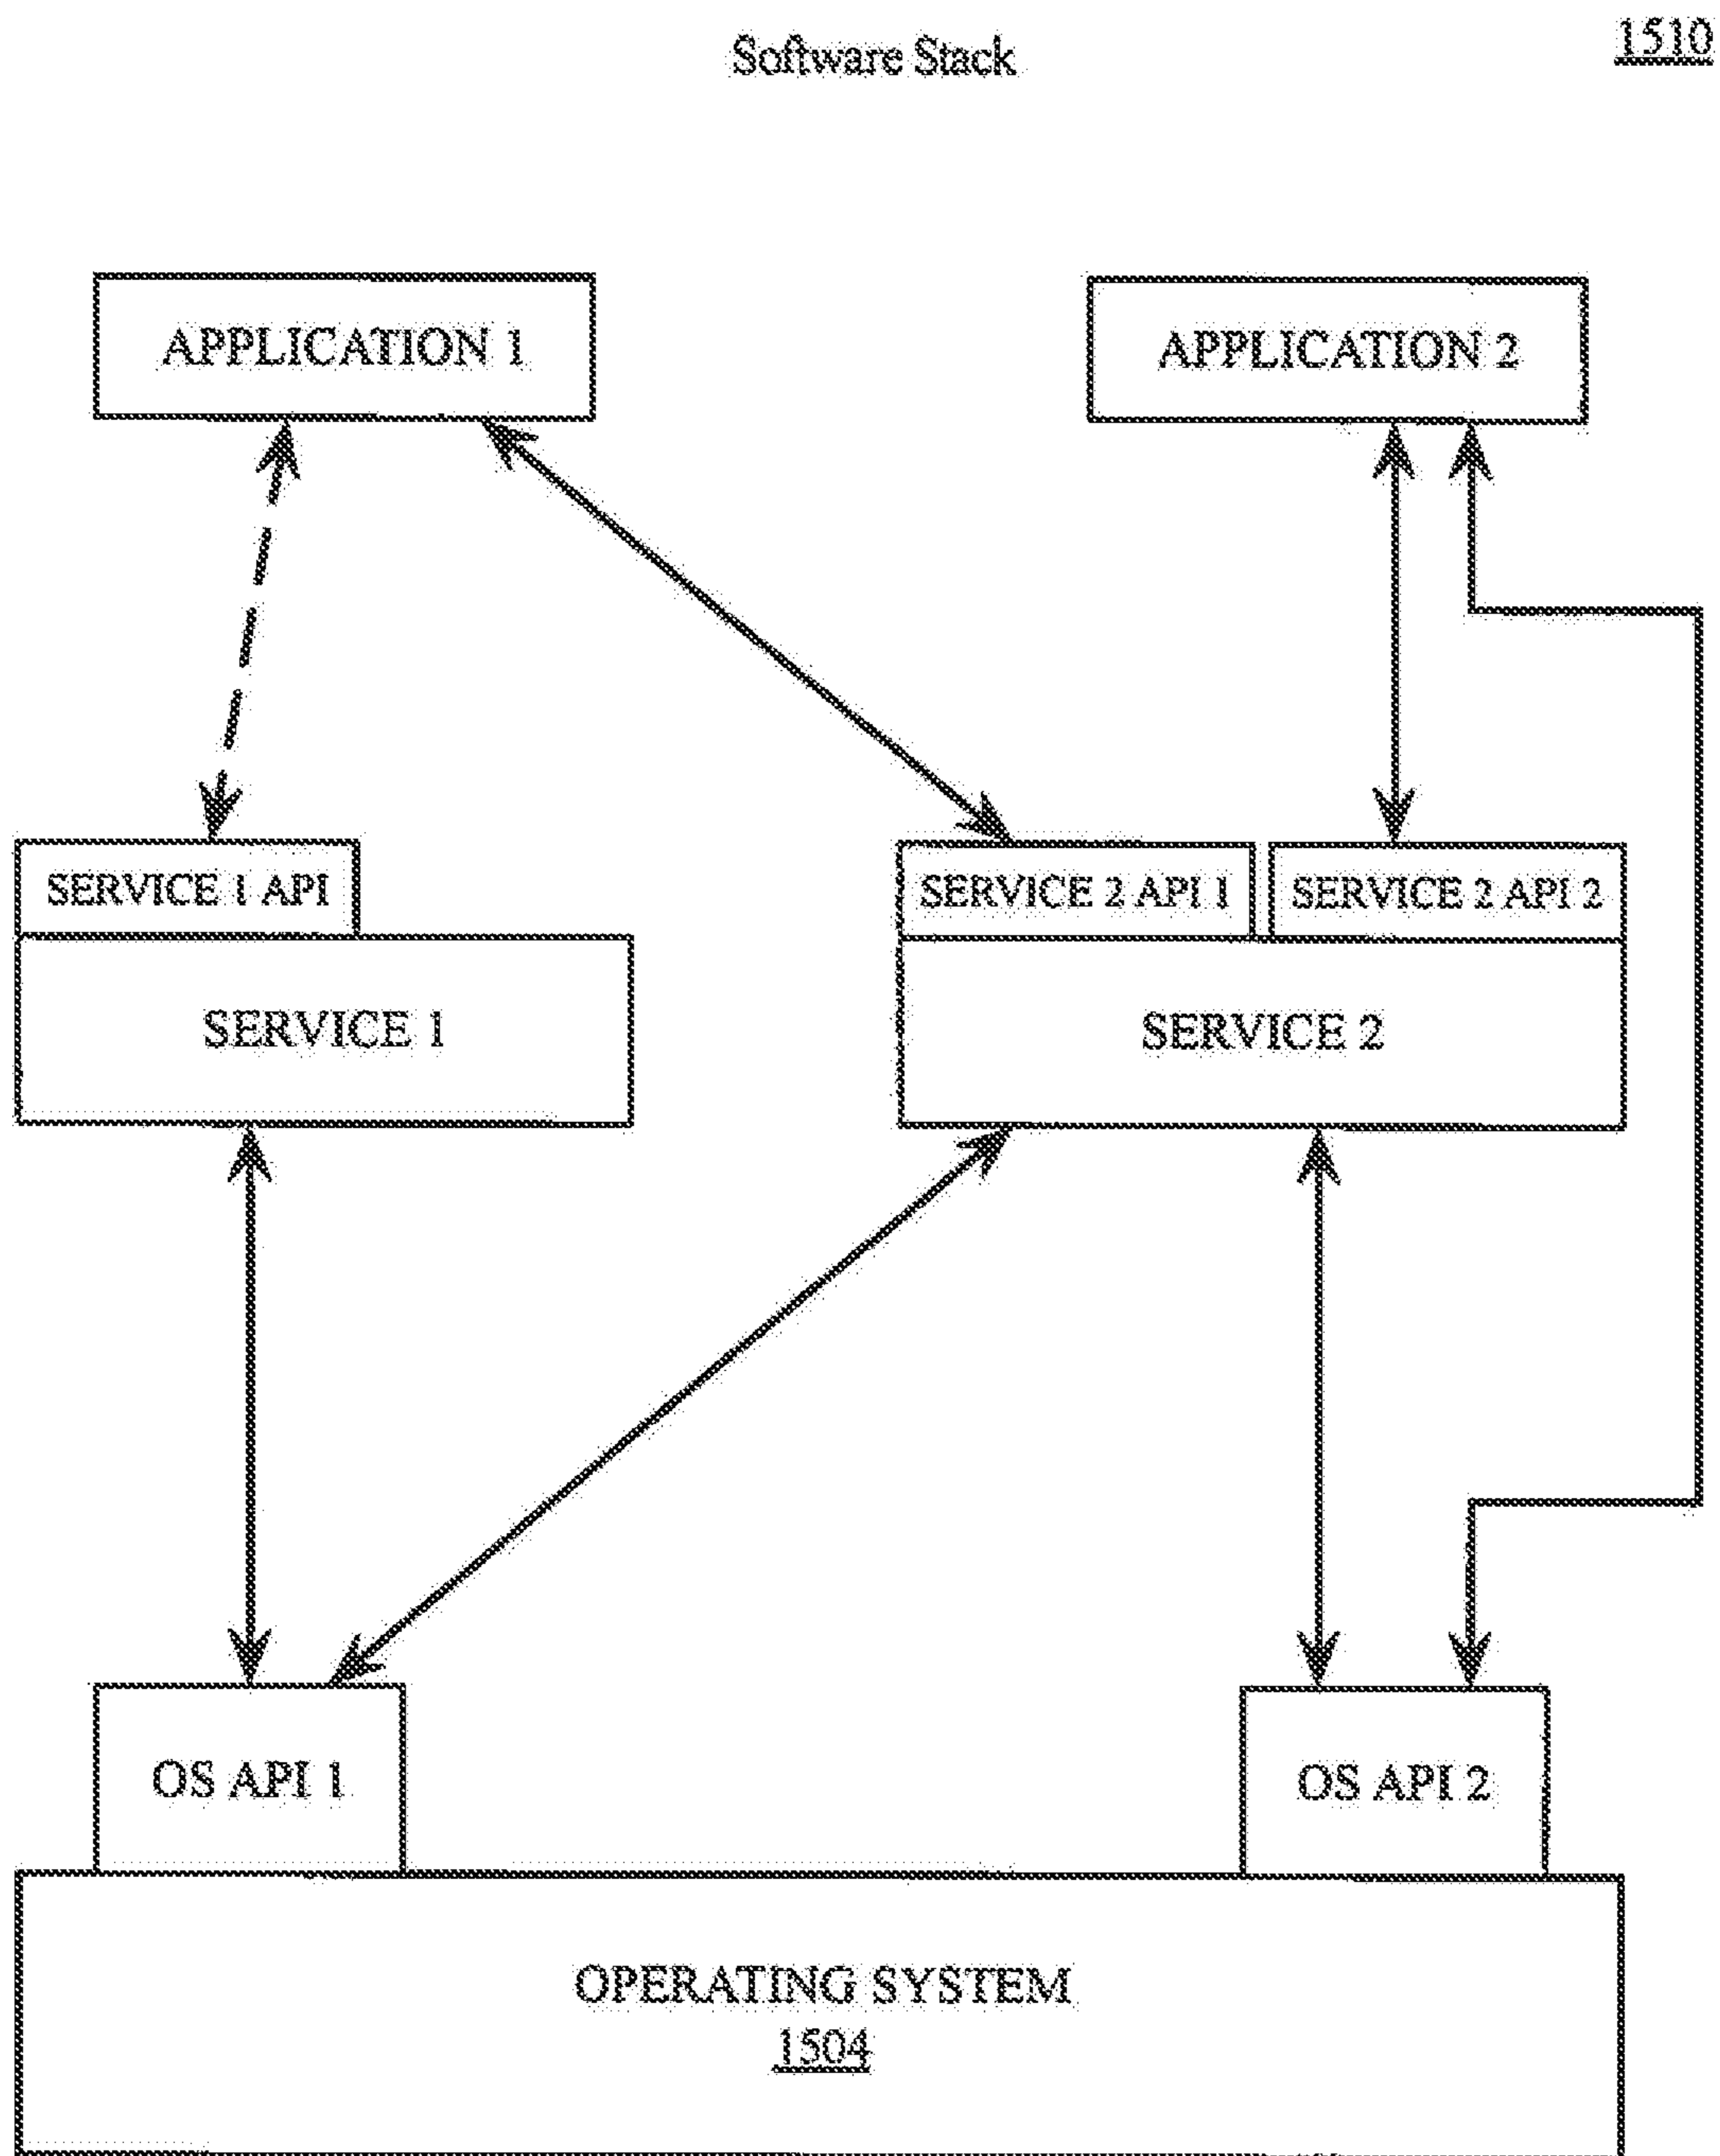 Software Stack
1510
APPLICATION 1
APPLICATION 2
SERVICE 1 API
SERVICE 2 API 1
SERVICE 2 API 2
SERVICE 1
SERVICE 2
OS API 1
OS API 2
OPERATING SYSTEM
1504